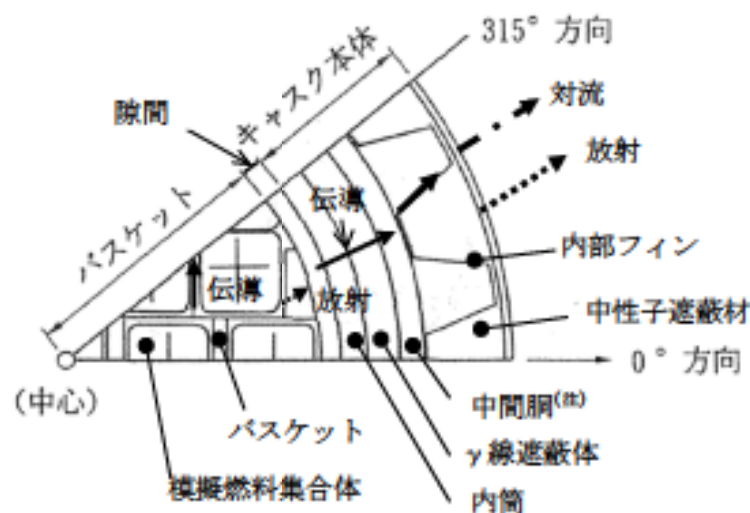 315° 方向
キャスク本体
対流
隙間
放射
バスケット
伝導
内部フィン
伝導
放射
中性子遮蔽材
0° 方向
(中心)
中間胴(注)
バスケット
γ線遮蔽体
模擬燃料集合体
内筒